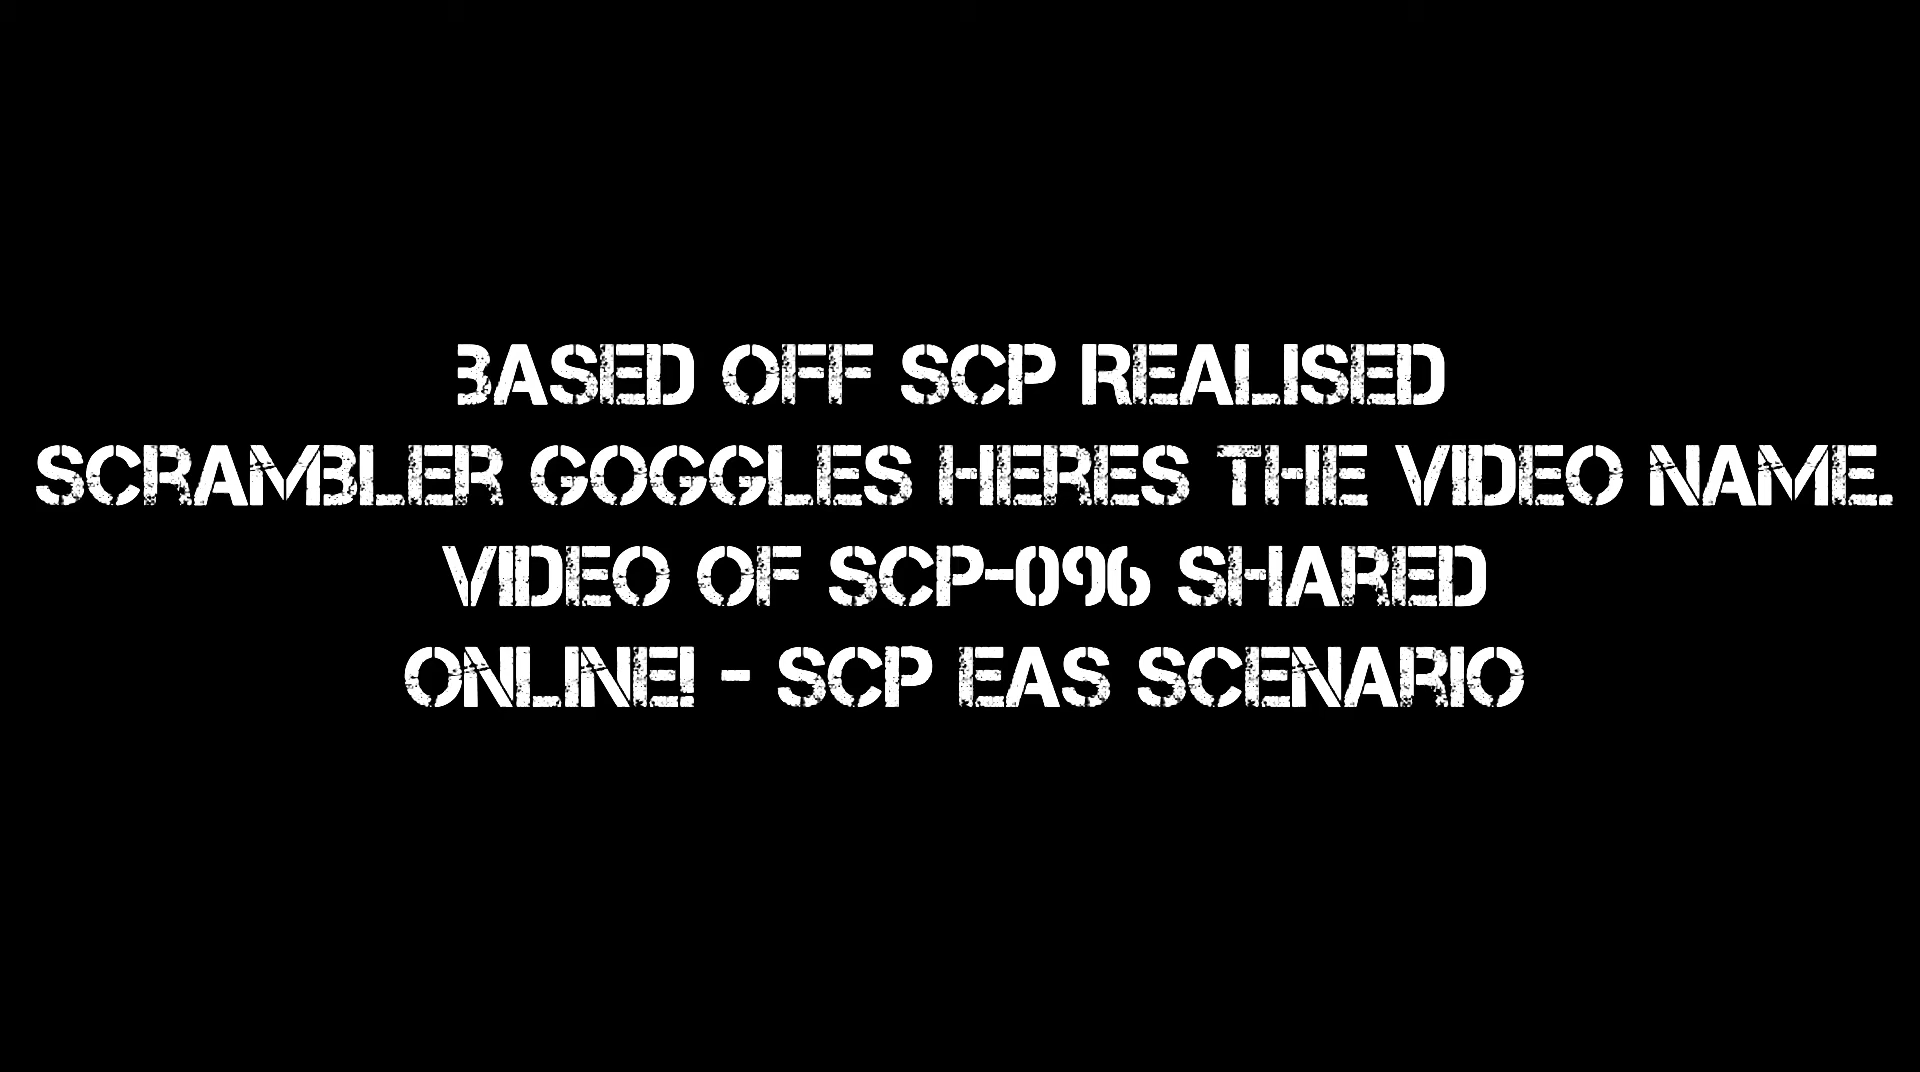 BASED OFF SCP REALISED
SCRAMBLER GOGGLES HERES THE VIDEO NAME.
VIDEO OF SCP-096 SHARED
ONLINE! - SCP EAS SCENARIO